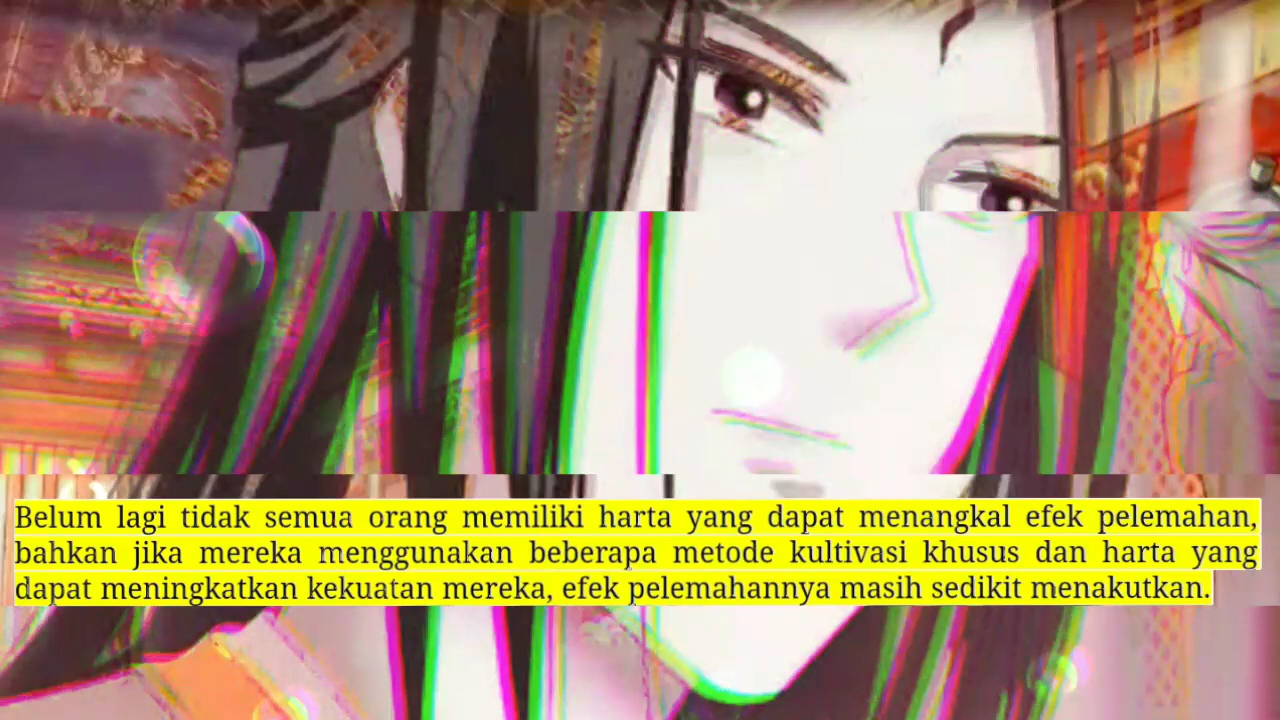 Belum lagi tidak semua orang memiliki harta yang dapat menangkal efek pelemahan,
bahkan jika mereka menggunakan beberapa metode kultivasi khusus dan harta yang
dapat meningkatkan kekuatan mereka, efek pelemahannya masih sedikit menakutkan.